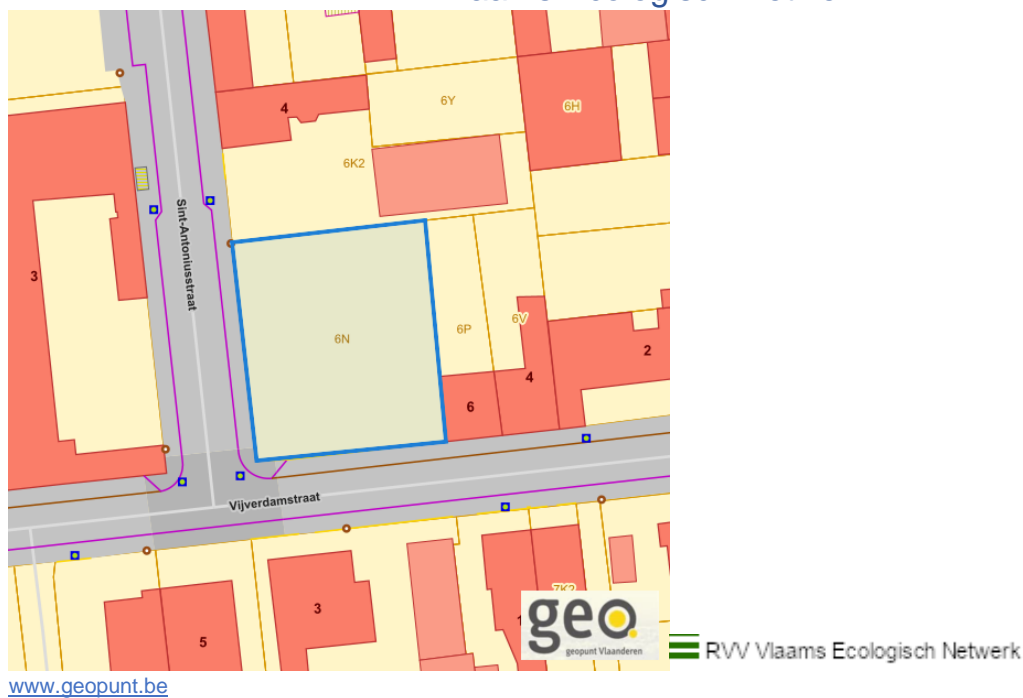 4
6Y
6H
6K2
Sint-Antoniusstraat
3
6N
6P
6V
2
4
6
Vijverdamstraat
3
5
7K2
geo
geopunt Vlaanderen
RVV Vlaams Ecologisch Netwerk
www.geopunt.be